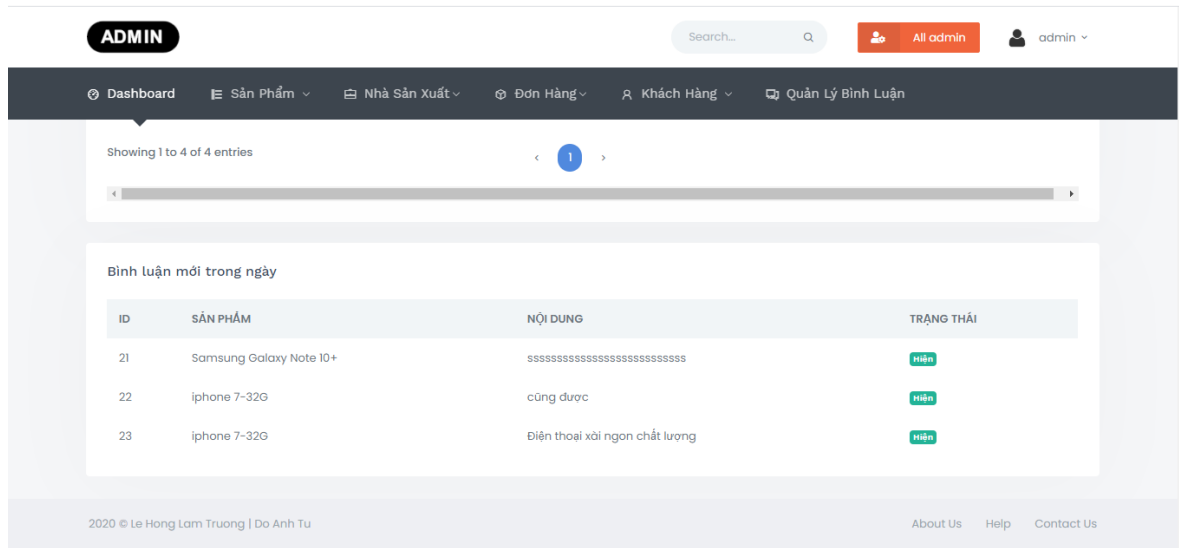 ADMIN
Search...
All admin
admin
Dashboard
Sản Phẩm
Nhà Sản Xuất
Đơn Hàng
Khách Hàng
Quản Lý Bình Luận
Showing 1 to 4 of 4 entries
1
Bình luận mới trong ngày
ID SẢN PHẨM NỘI DUNG TRẠNG THÁI
21 Samsung Galaxy Note 10+ sssssssssssssssssssssssssss Hiện
22 iphone 7-32G cũng được Hiện
23 iphone 7-32G Điện thoại xài ngon chất lượng Hiện
2020 © Le Hong Lam Truong | Do Anh Tu
About Us Help Contact Us